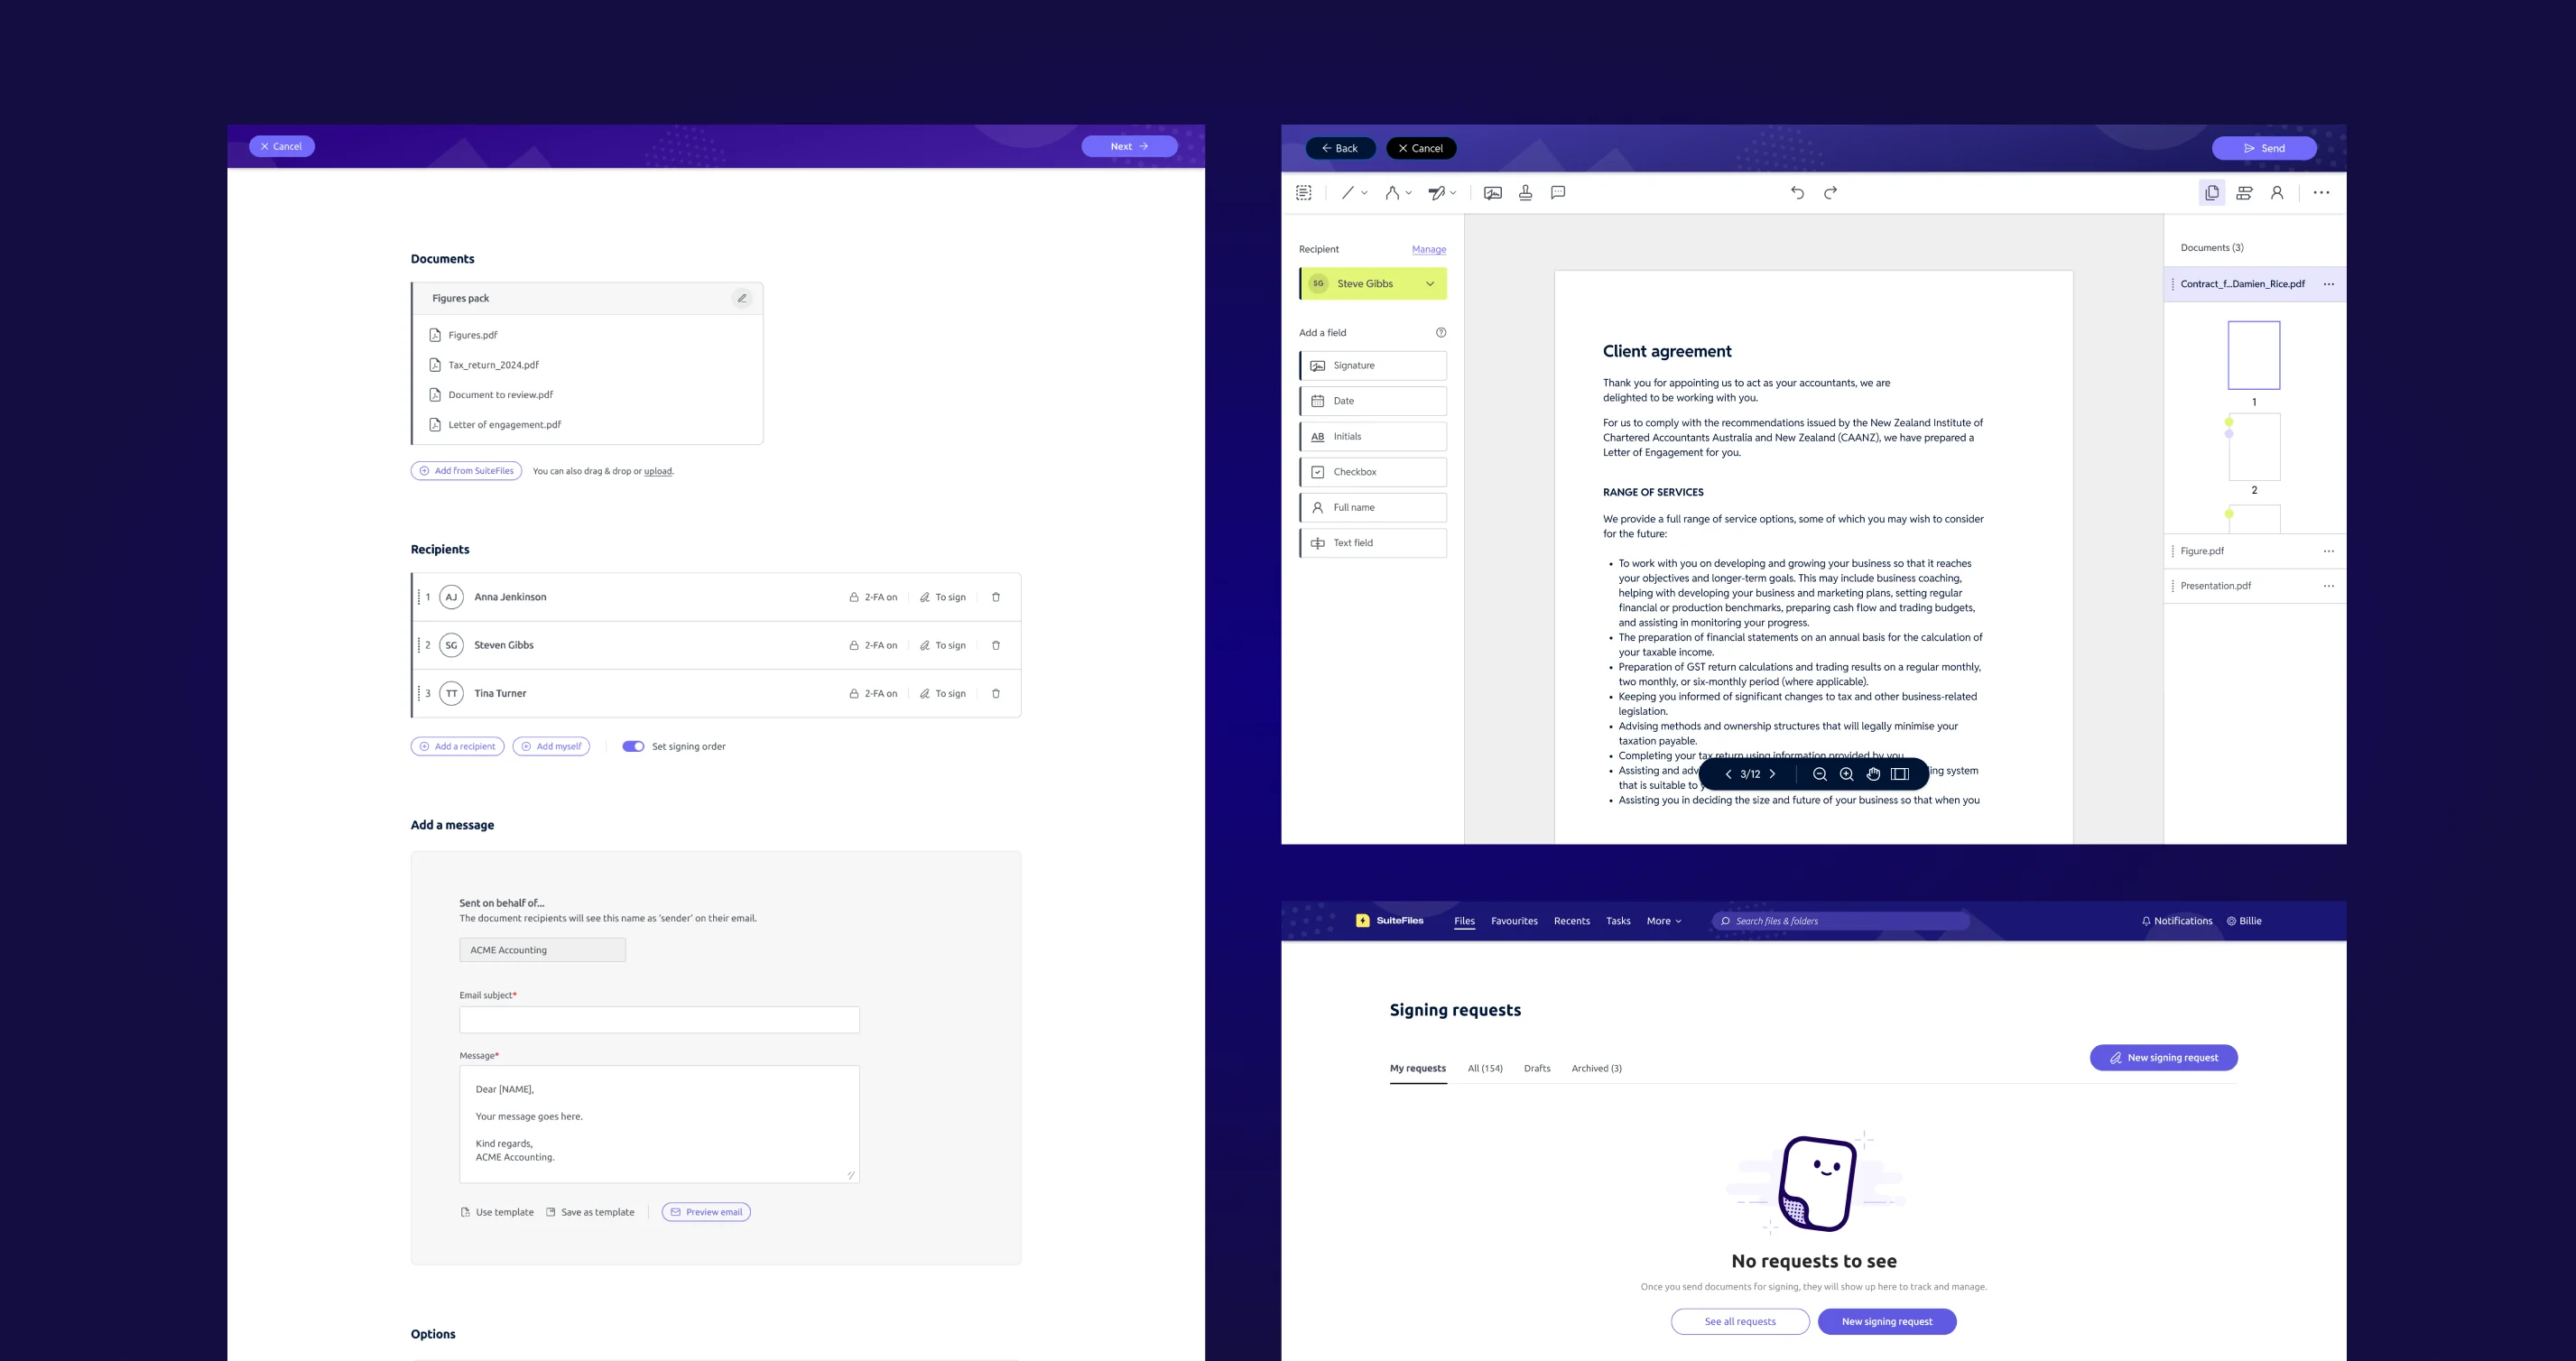 Cancel
Next
Documents
Figures pack
Figures.pdf
Tax_return_2024.pdf
Document to review.pdf
Letter of engagement.pdf
Add from SuiteFiles You can also drag & drop or upload.
Recipients
1 AJ Anna Jenkinson 2-FA on To sign
2 SG Steven Gibbs 2-FA on To sign
3 TT Tina Turner 2-FA on To sign
Add a recipient Add myself Set signing order
Add a message
Sent on behalf of...
The document recipients will see this name as 'sender' on their email.
ACME Accounting
Email subject*
Message*
Dear [NAME],
Your message goes here.
Kind regards,
ACME Accounting.
Use template Save as template Preview email
Options
Back Cancel Send
Recipient Manage
SG Steve Gibbs
Add a field
Signature
Date
AB Initials
Checkbox
Full name
Text field
Client agreement
Thank you for appointing us to act as your accountants, we are
delighted to be working with you.
For us to comply with the recommendations issued by the New Zealand Institute of
Chartered Accountants Australia and New Zealand (CAANZ), we have prepared a
Letter of Engagement for you.
RANGE OF SERVICES
We provide a full range of service options, some of which you may wish to consider
for the future:
• To work with you on developing and growing your business so that it reaches
your objectives and longer-term goals. This may include business coaching,
helping with developing your business and marketing plans, setting regular
financial or production benchmarks, preparing cash flow and trading budgets,
and assisting in monitoring your progress.
• The preparation of financial statements on an annual basis for the calculation of
your taxable income.
• Preparation of GST return calculations and trading results on a regular monthly,
two monthly, or six-monthly period (where applicable).
• Keeping you informed of significant changes to tax and other business-related
legislation.
• Advising methods and ownership structures that will legally minimise your
taxation payable.
• Completing your tax return using information provided by you
• Assisting and system
that is suitable to
• Assisting you in deciding the size and future of your business so that when you
3/12
Documents (3)
Contract_f...Damien_Rice.pdf
1
2
Figure.pdf
Presentation.pdf
SuiteFiles Files Favourites Recents Tasks More Search files & folders Notifications Billie
Signing requests
My requests All (154) Drafts Archived (3) New signing request
No requests to see
Once you send documents for signing, they will show up here to track and manage.
See all requests New signing request